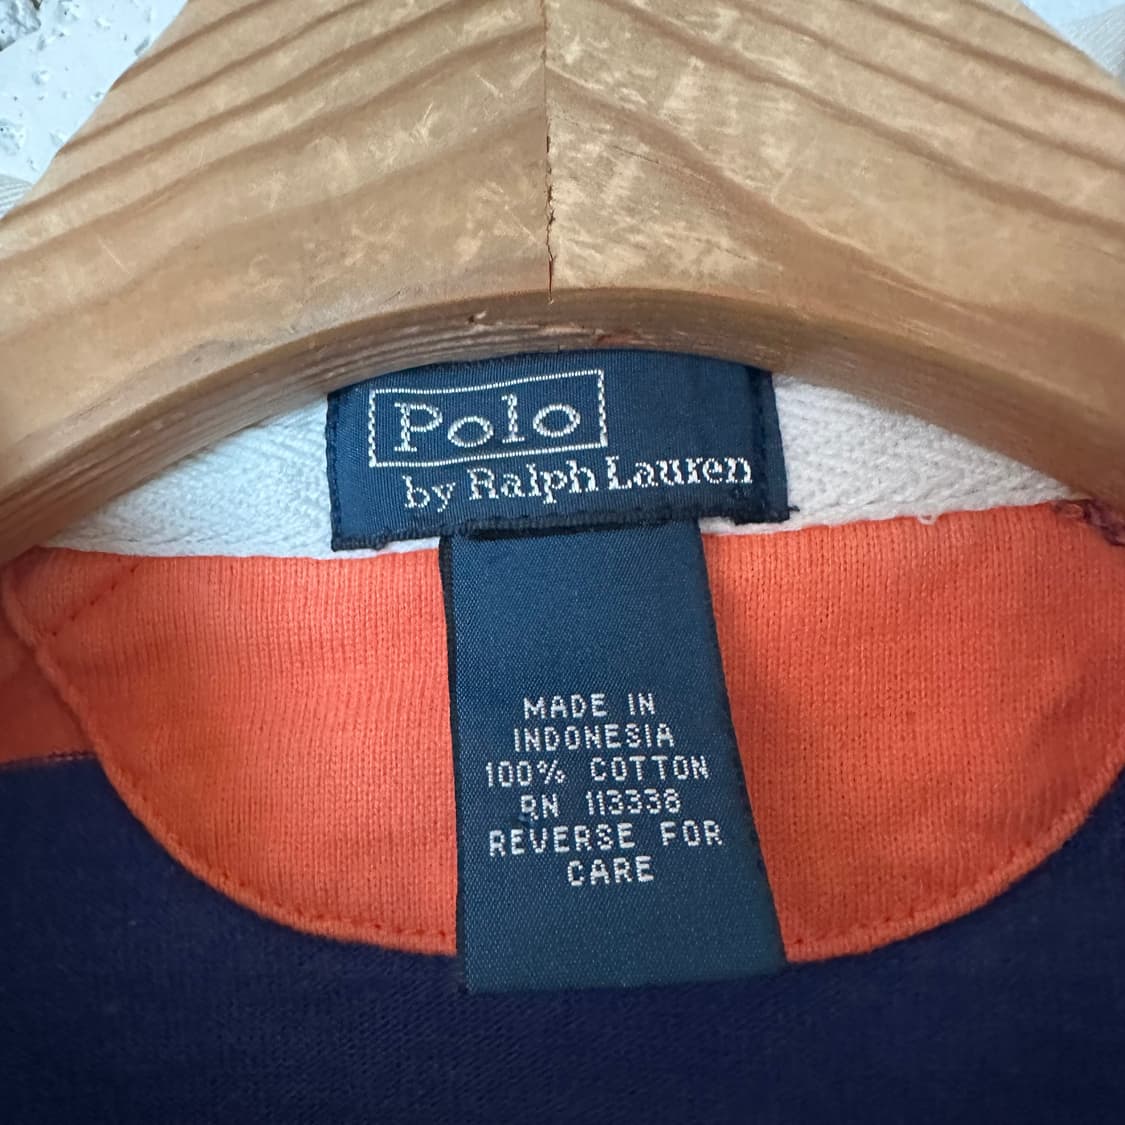 Polo
by Ralph Lauren
MADE IN
INDONESIA
100% COTTON
RN 113338
REVERSE FOR
CARE